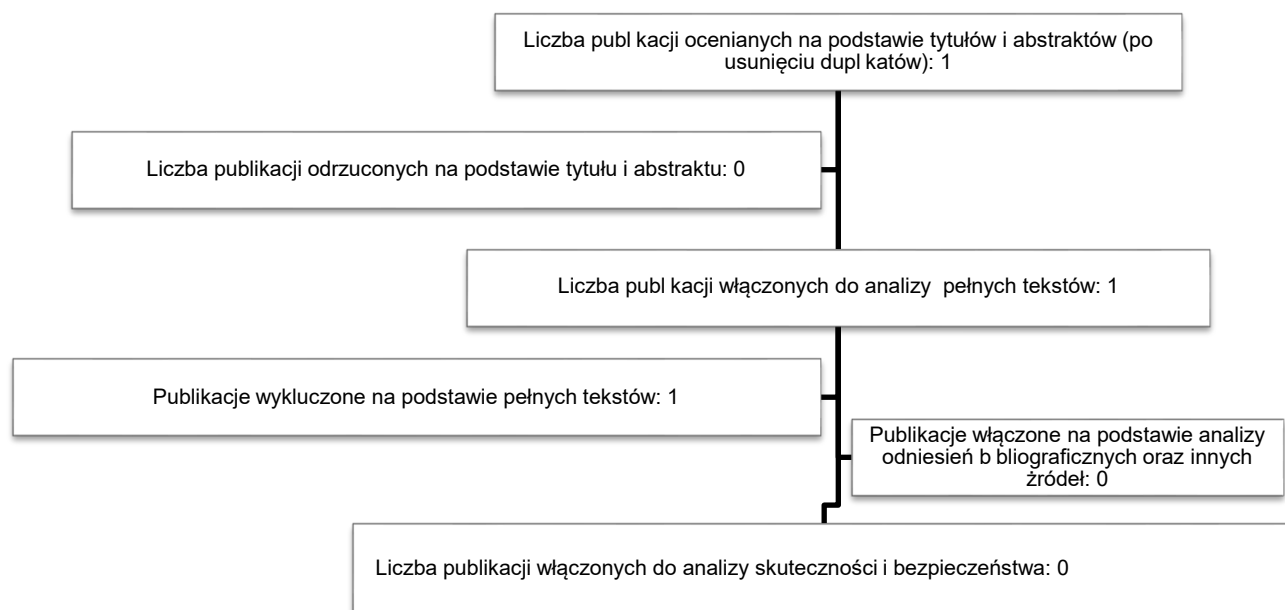 Liczba publ kacji ocenianych na podstawie tytułów i abstraktów (po
usunięciu dupl katów): 1
Liczba publikacji odrzuconych na podstawie tytułu i abstraktu: 0
Liczba publ kacji włączonych do analizy pełnych tekstów: 1
Publikacje wykluczone na podstawie pełnych tekstów: 1
Publikacje włączone na podstawie analizy
odniesień b bliograficznych oraz innych
żródeł: 0
Liczba publikacji włączonych do analizy skuteczności i bezpieczeństwa: 0